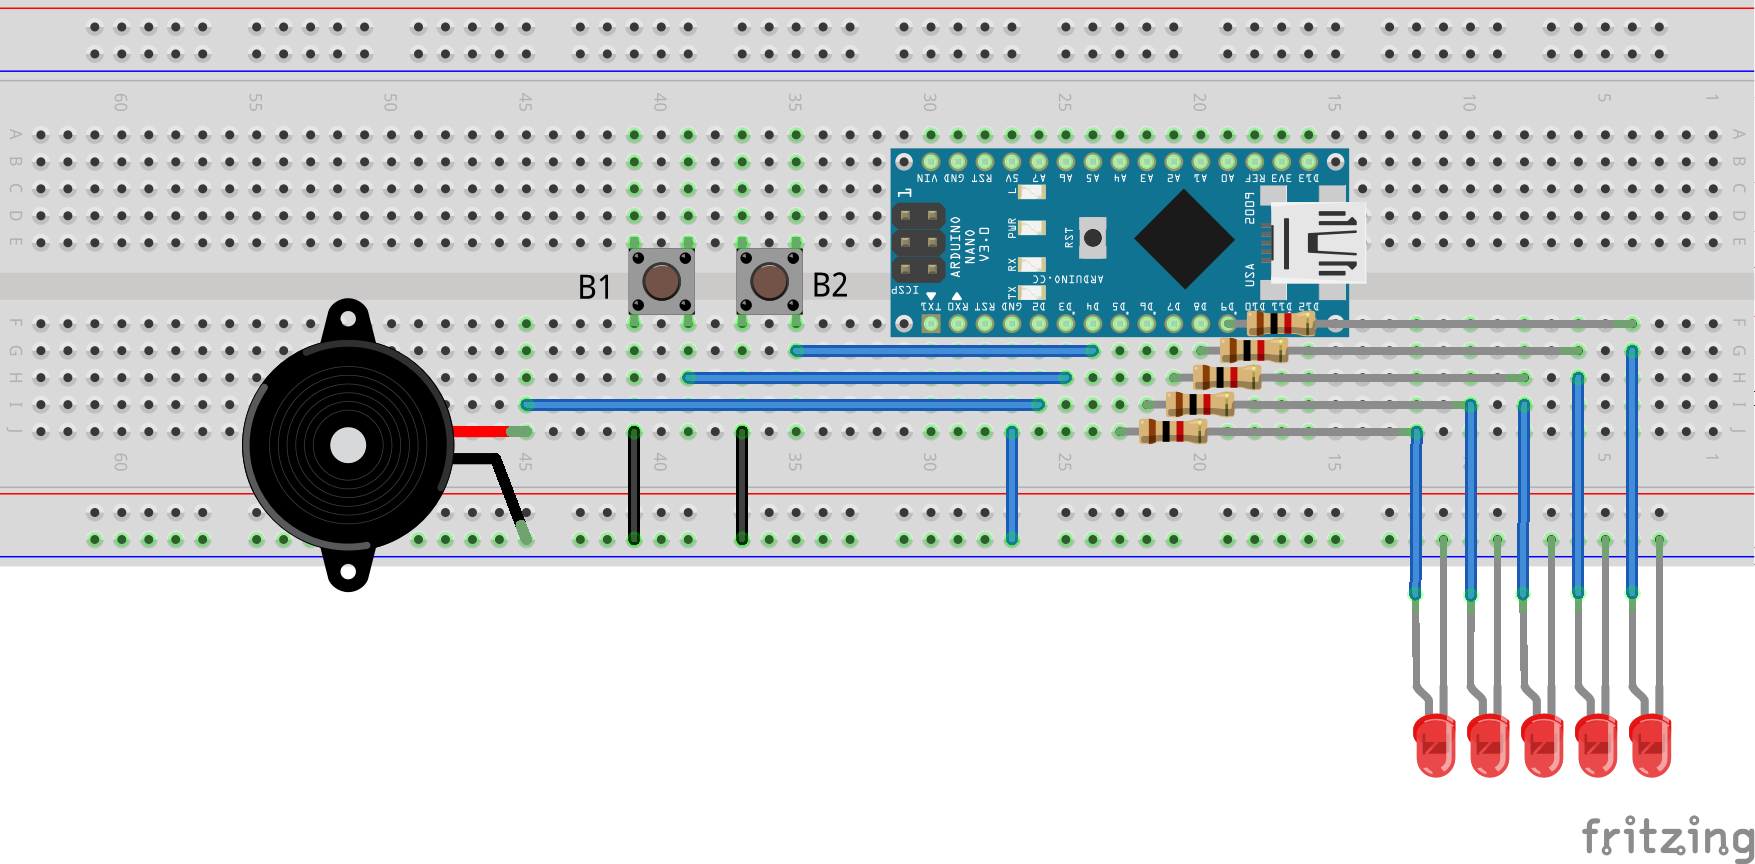 60 55 50 45 40 35 30 25 20 15 10 5 1
A A
B B
C C
D D
E E
VIN GND RST 5V A7 A6 A5 A4 A3 A2 A1 A0 REF 3V3 D13
L
PWR
RX
TX
RST
ARDUINO
NANO
V3.0
ARDUINO.CC
USA
ICSP
1
TX1 RX0 RST GND D2 D3 D4 D5 D6 D7 D8 D9 D10 D11 D12
B1
B2
F F
G G
H H
I I
J J
60 45 40 35 30 25 20 15 5 1
fritzing